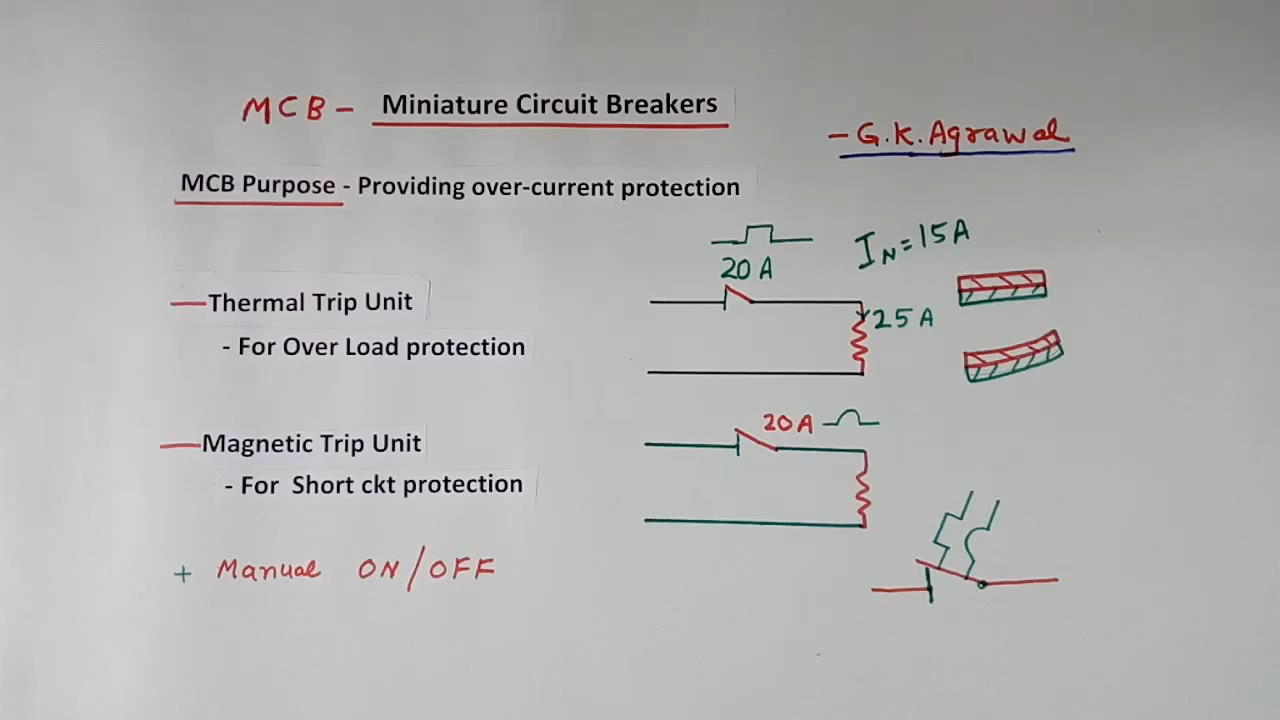 MCB - Miniature Circuit Breakers
- G.K. Agrawal
MCB Purpose - Providing over-current protection
20 A
IN = 15A
Thermal Trip Unit
25 A
- For Over Load protection
20A
Magnetic Trip Unit
- For Short ckt protection
+ Manual ON/OFF